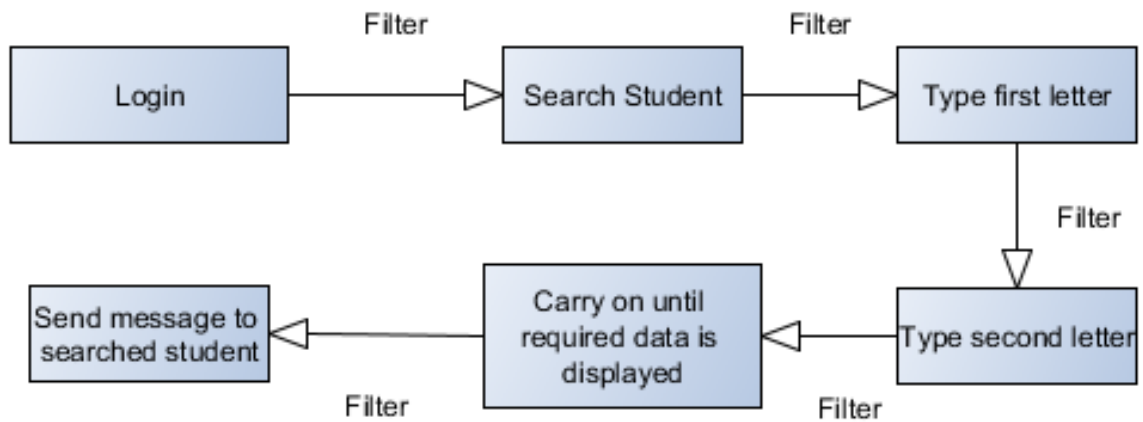 Filter
Filter
Login
Search Student
Type first letter
Filter
Type second letter
Carry on until
required data is
displayed
Send message to
searched student
Filter
Filter